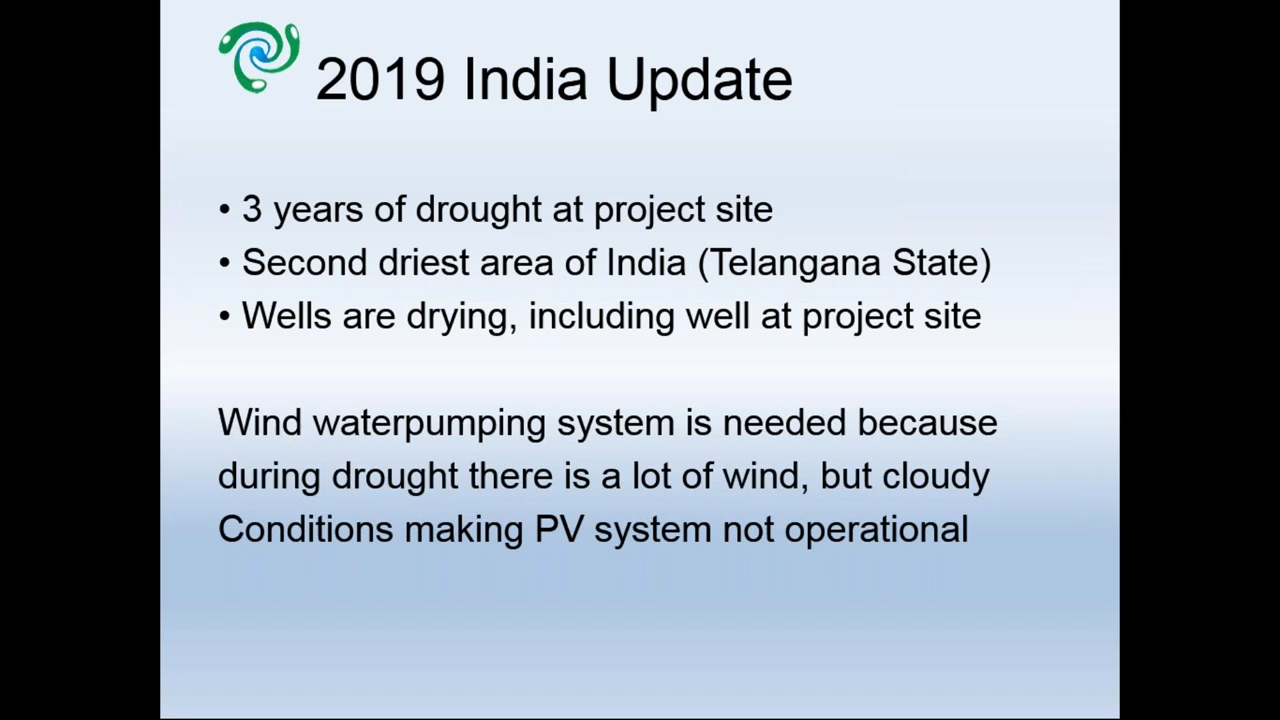 2019 India Update
• 3 years of drought at project site
• Second driest area of India (Telangana State)
• Wells are drying, including well at project site
Wind waterpumping system is needed because
during drought there is a lot of wind, but cloudy
Conditions making PV system not operational